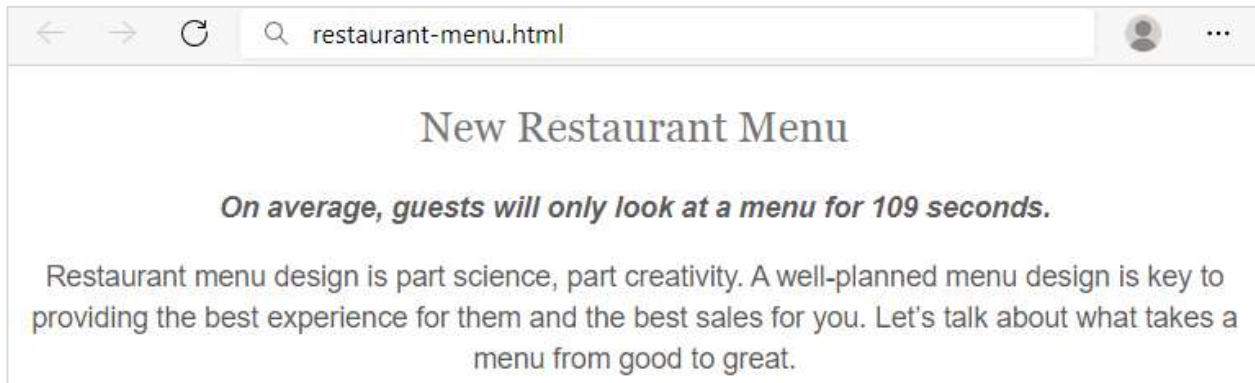 restaurant-menu.html
New Restaurant Menu
On average, guests will only look at a menu for 109 seconds.
Restaurant menu design is part science, part creativity. A well-planned menu design is key to
providing the best experience for them and the best sales for you. Let’s talk about what takes a
menu from good to great.